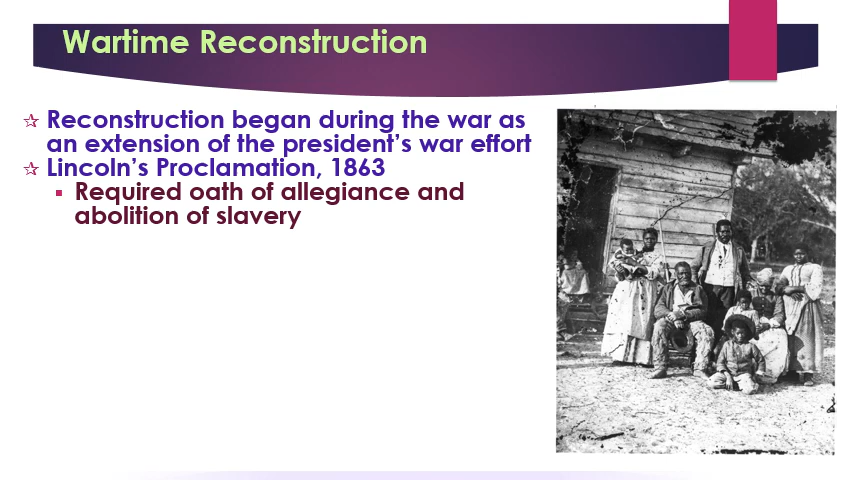 Wartime Reconstruction
Reconstruction began during the war as
an extension of the president's war effort
Lincoln's Proclamation, 1863
Required oath of allegiance and
abolition of slavery